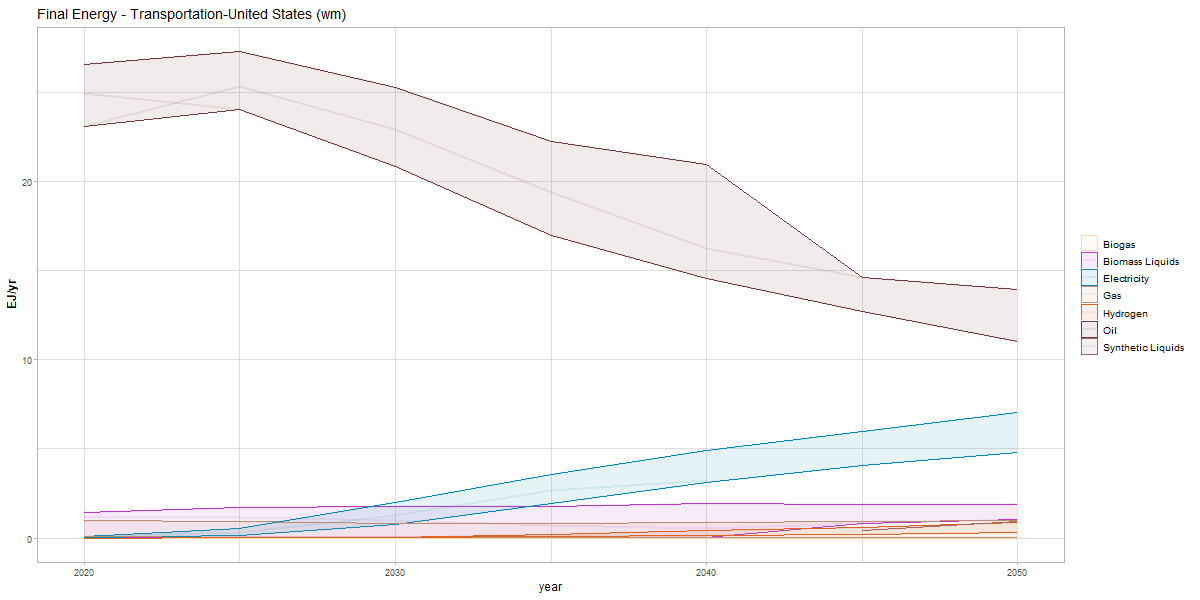 Final Energy - Transportation-United States (wm)
EJ/yr
20
10
0
2020
2030
2040
2050
year
Biogas
Biomass Liquids
Electricity
Gas
Hydrogen
Oil
Synthetic Liquids